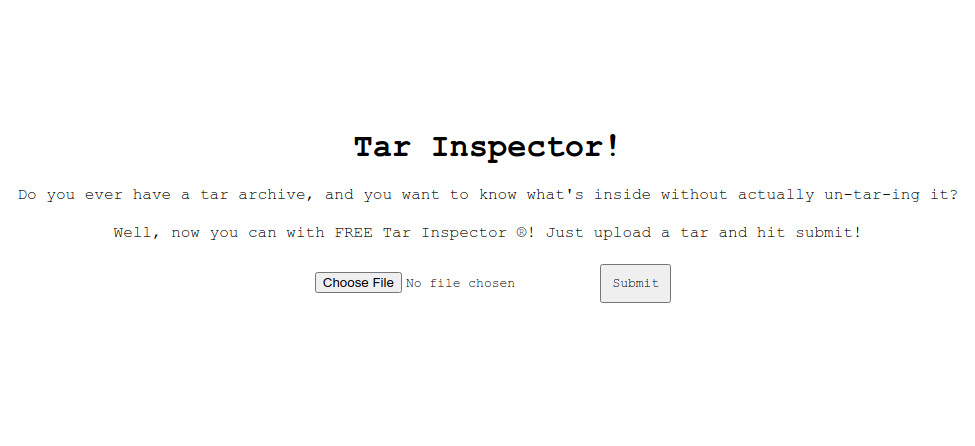 Tar Inspector!
Do you ever have a tar archive, and you want to know what's inside without actually un-tar-ing it?
Well, now you can with FREE Tar Inspector ®! Just upload a tar and hit submit!
Choose File No file chosen Submit